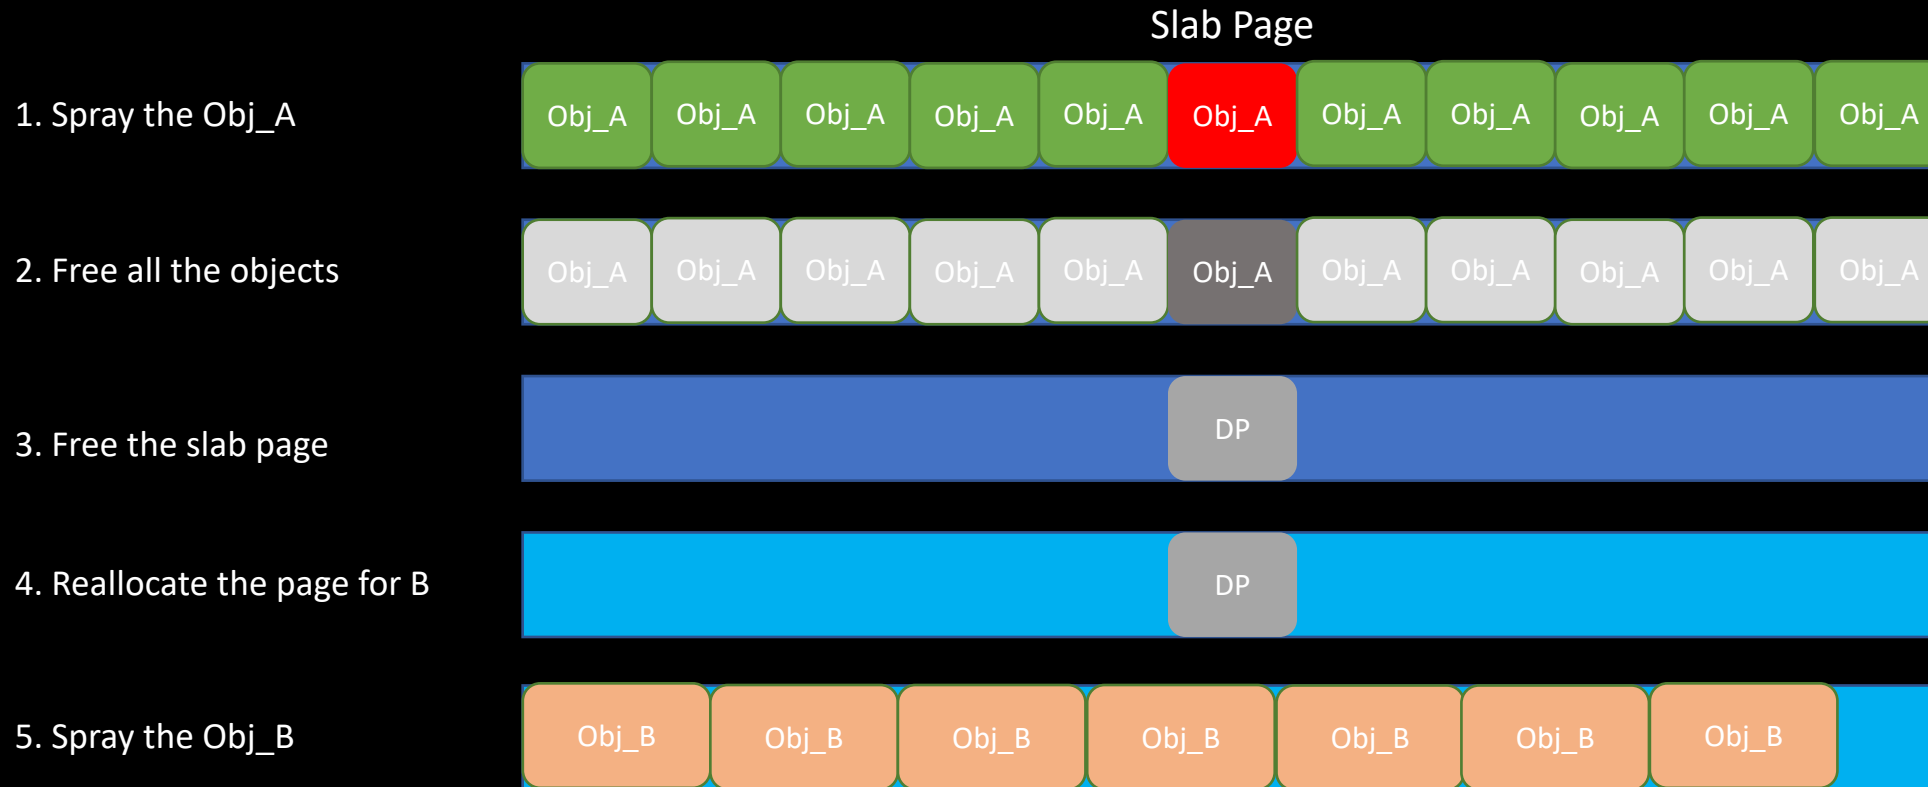 Slab Page
1. Spray the Obj_A
Obj_A Obj_A Obj_A Obj_A Obj_A Obj_A Obj_A Obj_A Obj_A Obj_A Obj_A
2. Free all the objects
Obj_A Obj_A Obj_A Obj_A Obj_A Obj_A Obj_A Obj_A Obj_A Obj_A Obj_A
3. Free the slab page
DP
4. Reallocate the page for B
DP
5. Spray the Obj_B
Obj_B Obj_B Obj_B Obj_B Obj_B Obj_B Obj_B